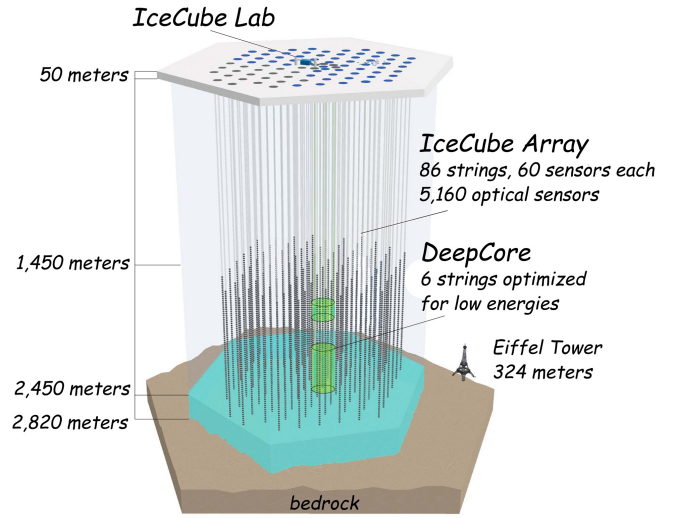 IceCube Lab
50 meters
IceCube Array
86 strings, 60 sensors each
5,160 optical sensors
1,450 meters
DeepCore
6 strings optimized
for low energies
Eiffel Tower
324 meters
2,450 meters
2,820 meters
bedrock